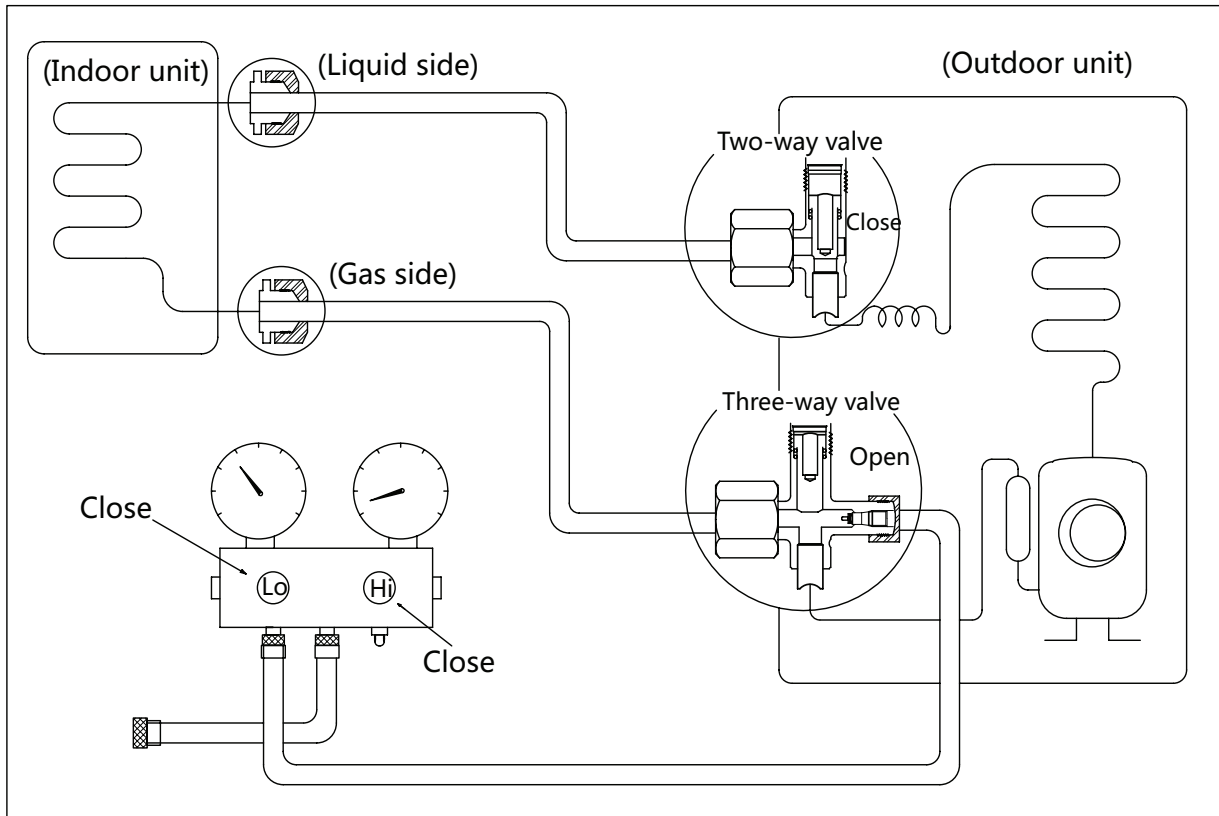 (Indoor unit)
(Liquid side)
(Outdoor unit)
Two-way valve
Close
(Gas side)
Three-way valve
Open
Close
Lo
Hi
Close